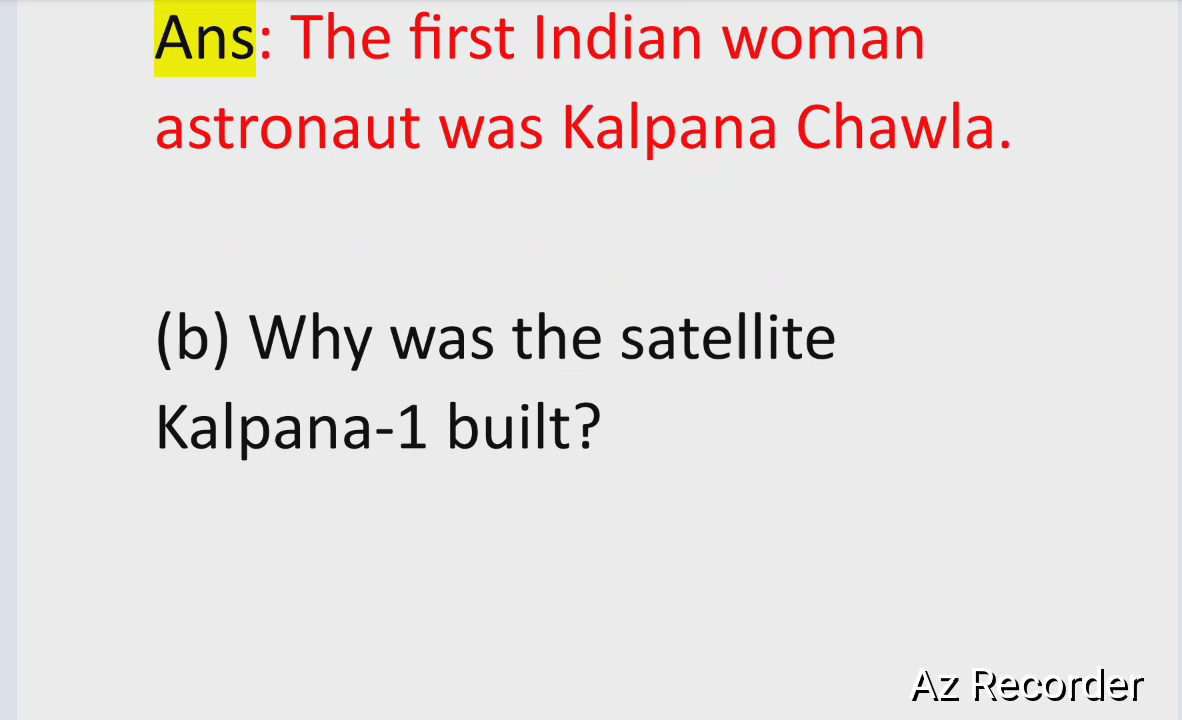 Ans: The first Indian woman
astronaut was Kalpana Chawla.
(b) Why was the satellite
Kalpana-1 built?
Az Recorder